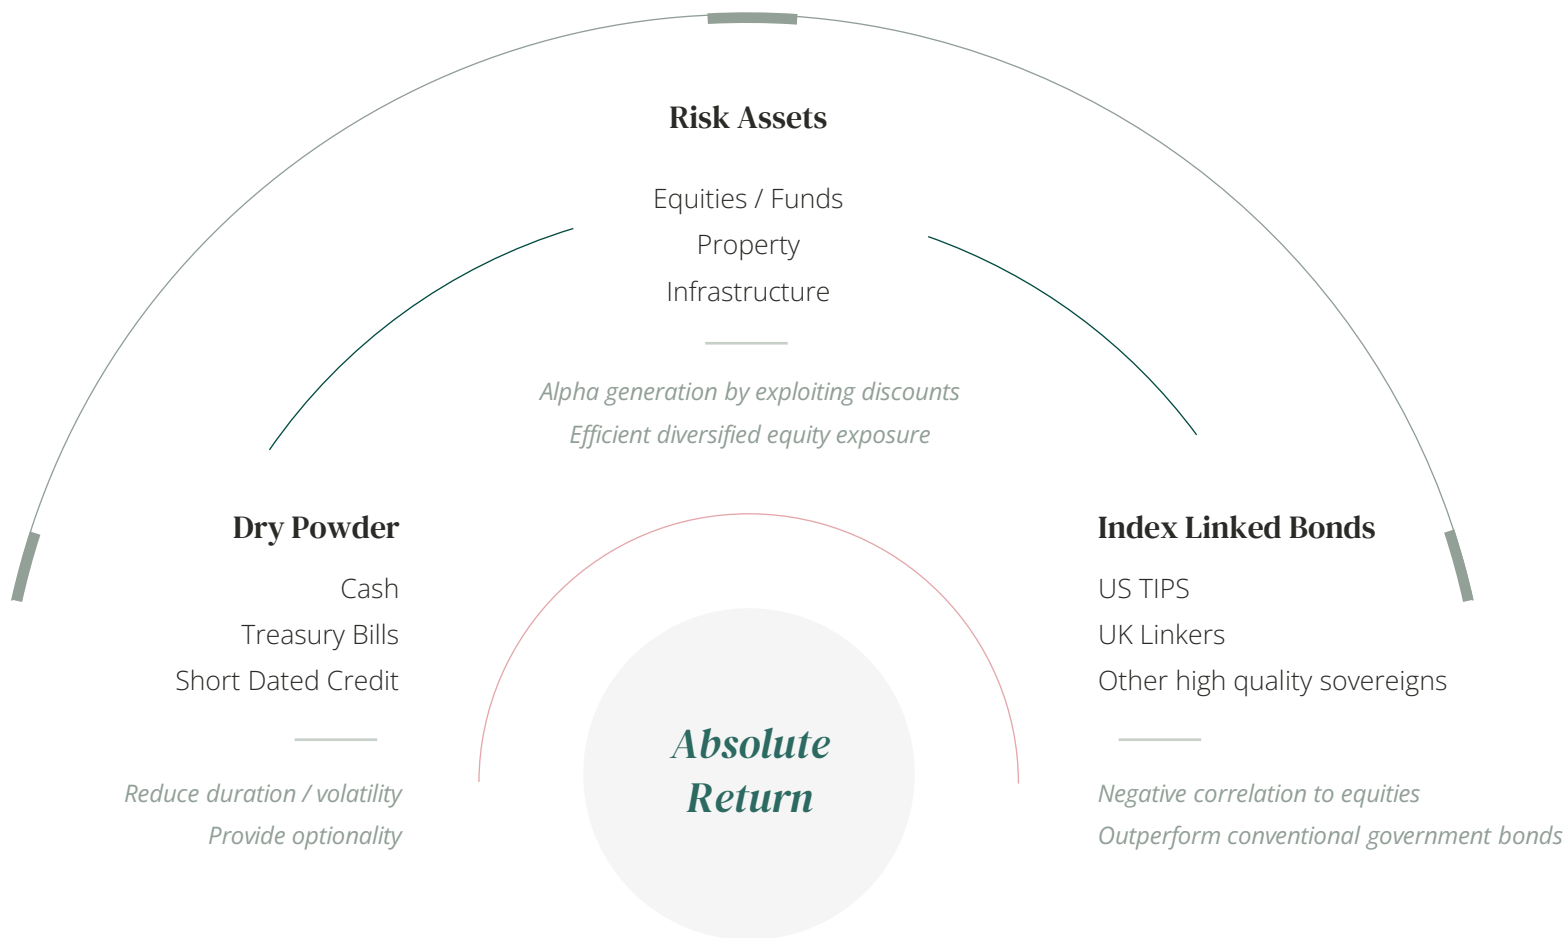 Risk Assets
Equities / Funds
Property
Infrastructure
Alpha generation by exploiting discounts
Efficient diversified equity exposure
Dry Powder
Cash
Treasury Bills
Short Dated Credit
Reduce duration / volatility
Provide optionality
Absolute
Return
Index Linked Bonds
US TIPS
UK Linkers
Other high quality sovereigns
Negative correlation to equities
Outperform conventional government bonds